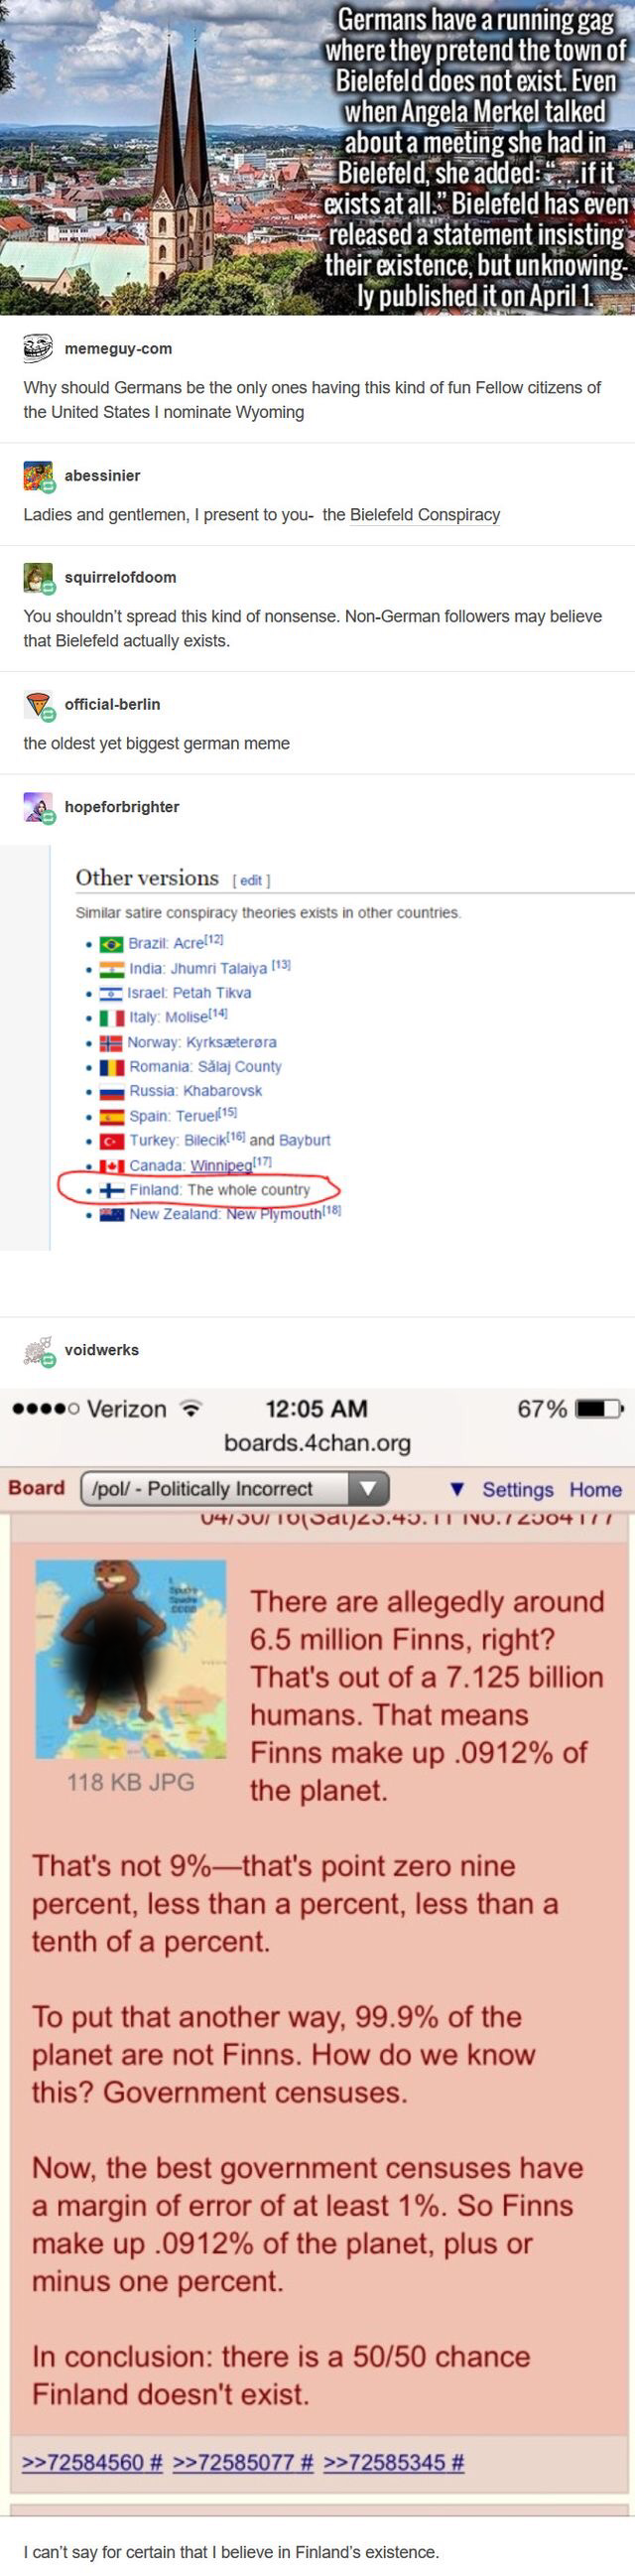 Germans have a running gag
where they pretend the town of
Bielefeld does not exist. Even
when Angela Merkel talked
about a meeting she had in
Bielefeld, she added: “....if it
exists at all.” Bielefeld has even
released a statement insisting
their existence, but unknowing-
ly published it on April 1.
memeguy-com
Why should Germans be the only ones having this kind of fun Fellow citizens of
the United States I nominate Wyoming
abessinier
Ladies and gentlemen, I present to you- the Bielefeld Conspiracy
squirrelofdoom
You shouldn’t spread this kind of nonsense. Non-German followers may believe
that Bielefeld actually exists.
official-berlin
the oldest yet biggest german meme
hopeforbrighter
Other versions [ edit ]
Similar satire conspiracy theories exists in other countries.
• Brazil: Acre[12]
• India: Jhumri Talaiya [13]
• Israel: Petah Tikva
• Italy: Molise[14]
• Norway: Kyrksæterøra
• Romania: Sălaj County
• Russia: Khabarovsk
• Spain: Teruel[15]
• Turkey: Bilecik[16] and Bayburt
• Canada: Winnipeg[17]
• Finland: The whole country
• New Zealand: New Plymouth[18]
voidwerks
Verizon 12:05 AM 67%
boards.4chan.org
Board /pol/ - Politically Incorrect ▼ ▼ Settings Home
04/30/16(Sat)23:45:11 No.72584177
There are allegedly around
6.5 million Finns, right?
That's out of a 7.125 billion
humans. That means
Finns make up .0912% of
the planet.
118 KB JPG
That's not 9%—that's point zero nine
percent, less than a percent, less than a
tenth of a percent.
To put that another way, 99.9% of the
planet are not Finns. How do we know
this? Government censuses.
Now, the best government censuses have
a margin of error of at least 1%. So Finns
make up .0912% of the planet, plus or
minus one percent.
In conclusion: there is a 50/50 chance
Finland doesn't exist.
>>72584560 # >>72585077 # >>72585345 #
I can’t say for certain that I believe in Finland’s existence.